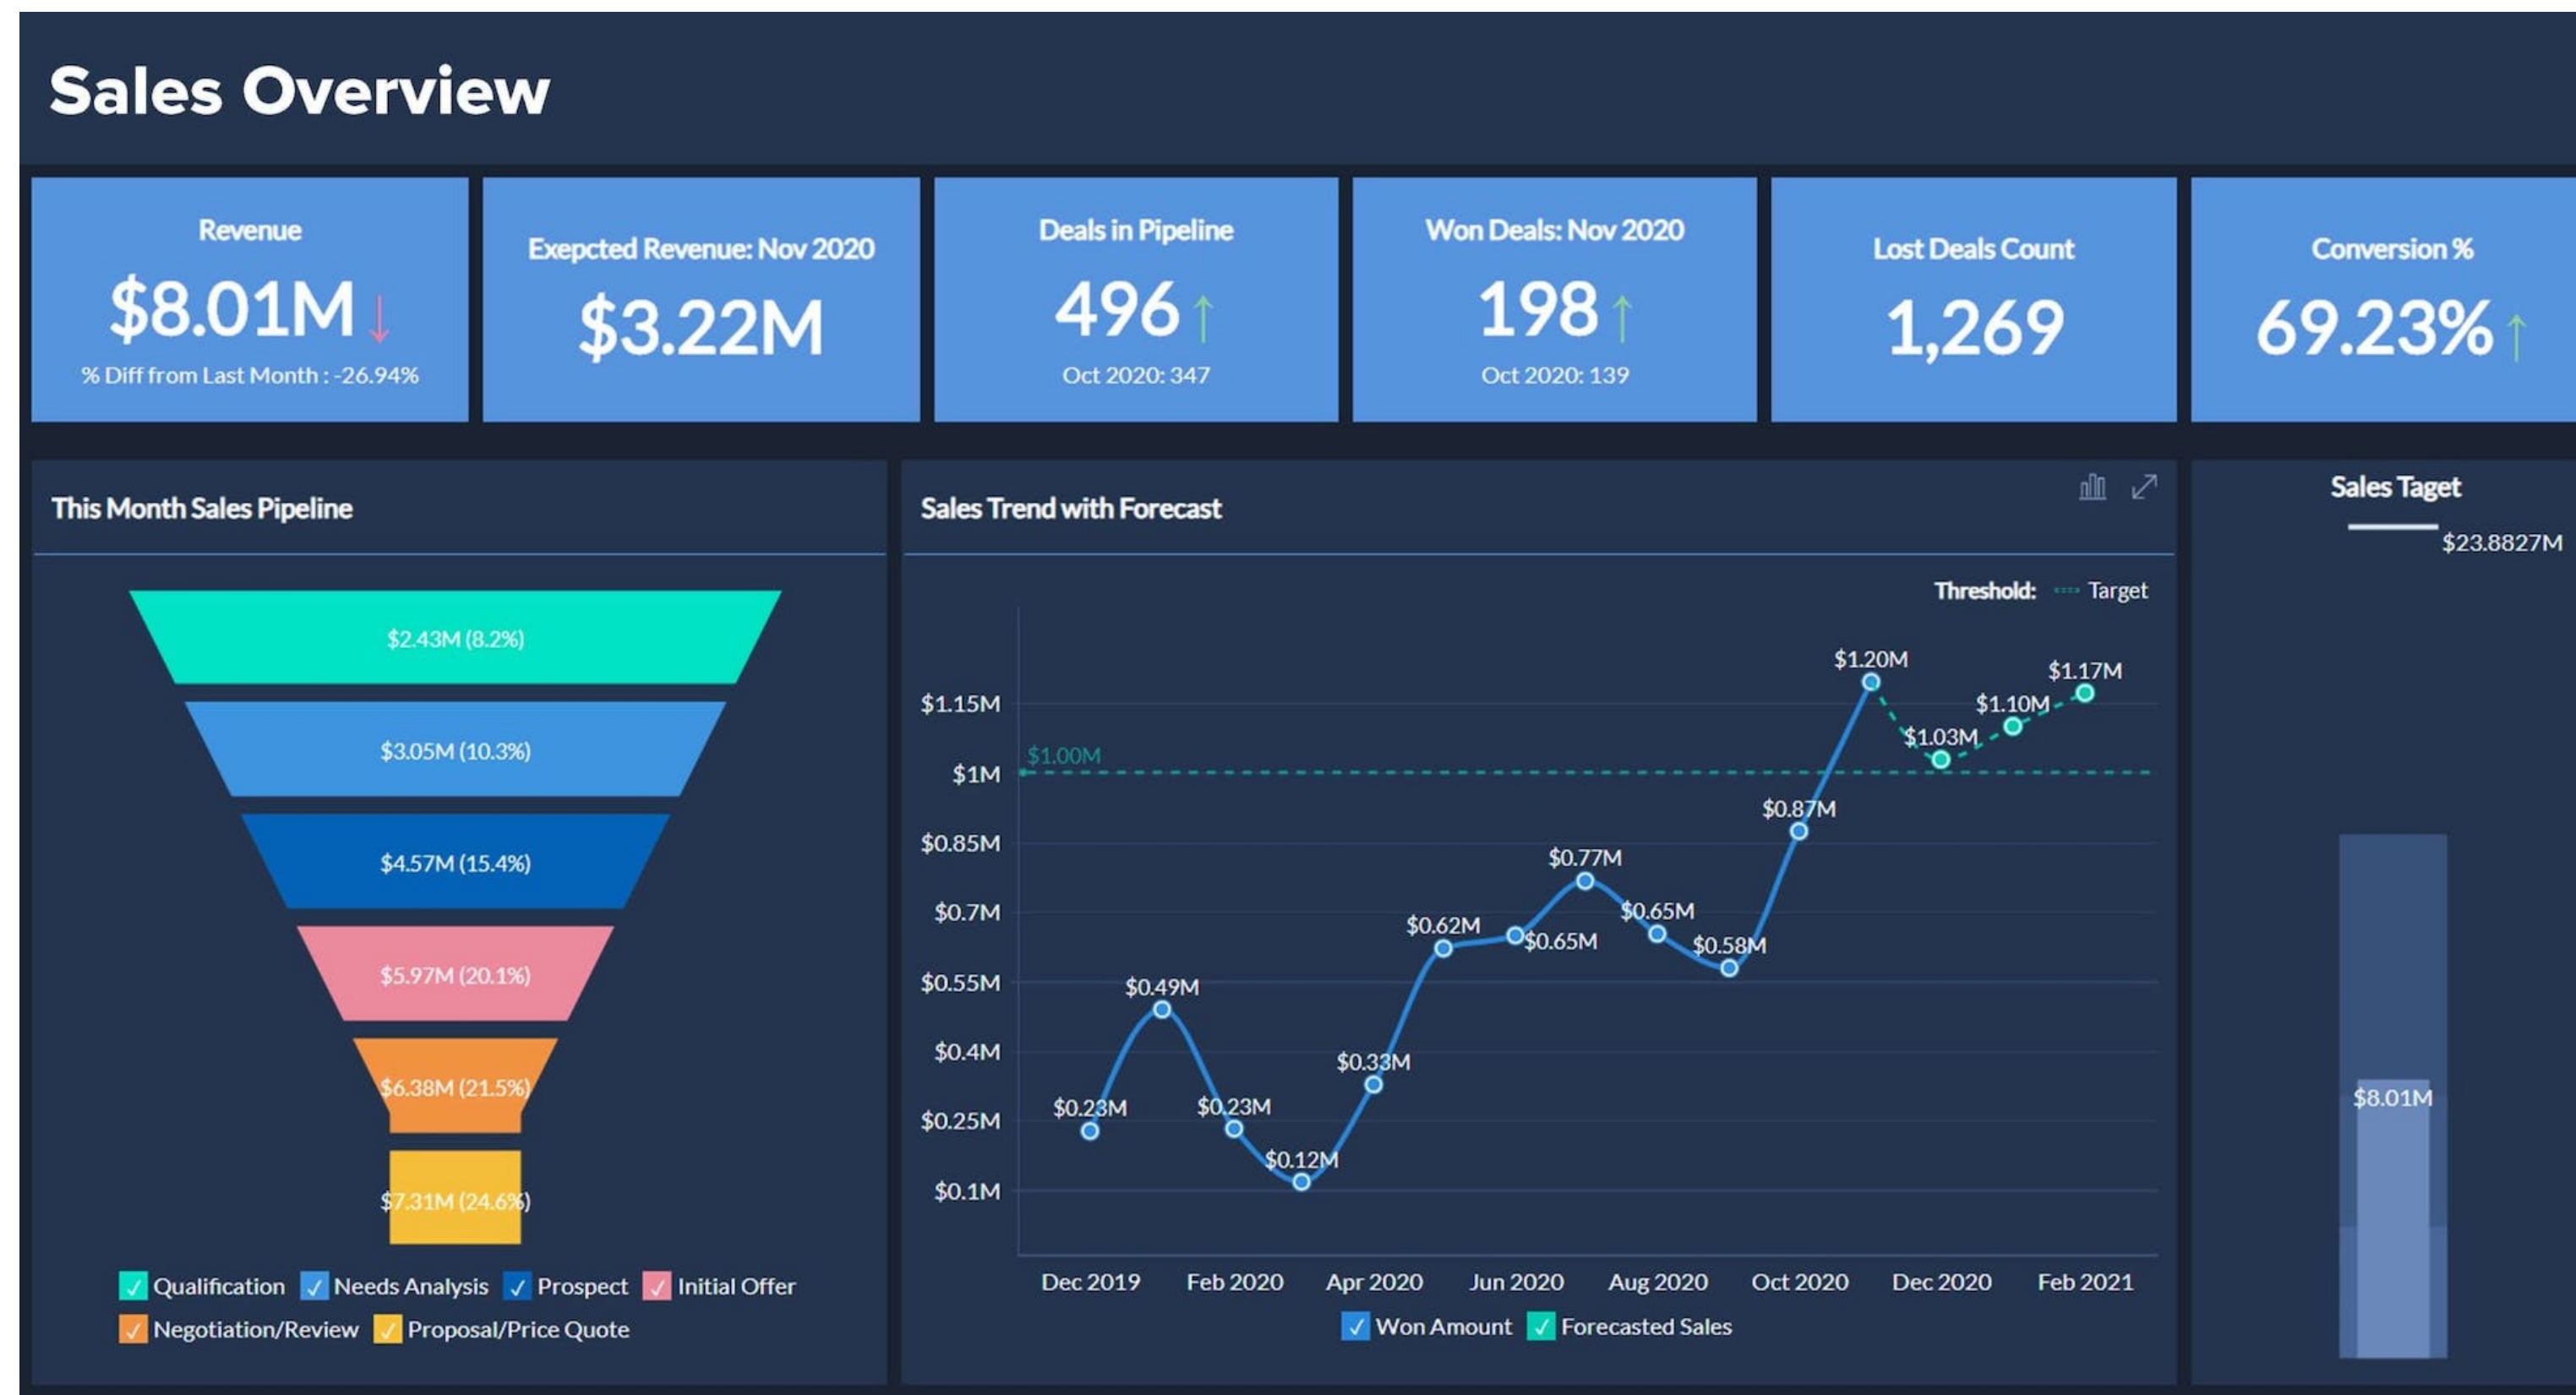 Sales Overview
Revenue
$8.01M
% Diff from Last Month : -26.94%
Exepcted Revenue: Nov 2020
$3.22M
Deals in Pipeline
496
Oct 2020: 347
Won Deals: Nov 2020
198
Oct 2020: 139
Lost Deals Count
1,269
Conversion %
69.23%
This Month Sales Pipeline
$2.43M (8.2%)
$3.05M (10.3%)
$4.57M (15.4%)
$5.97M (20.1%)
$6.38M (21.5%)
$7.31M (24.6%)
Qualification Needs Analysis Prospect Initial Offer
Negotiation/Review Proposal/Price Quote
Sales Trend with Forecast
Threshold: Target
$1.15M
$1M
$0.85M
$0.7M
$0.55M
$0.4M
$0.25M
$0.1M
$1.00M
$0.23M
$0.49M
$0.23M
$0.12M
$0.33M
$0.62M
$0.65M
$0.77M
$0.65M
$0.58M
$0.87M
$1.20M
$1.03M
$1.10M
$1.17M
Dec 2019 Feb 2020 Apr 2020 Jun 2020 Aug 2020 Oct 2020 Dec 2020 Feb 2021
Won Amount Forecasted Sales
Sales Taget
$23.8827M
$8.01M